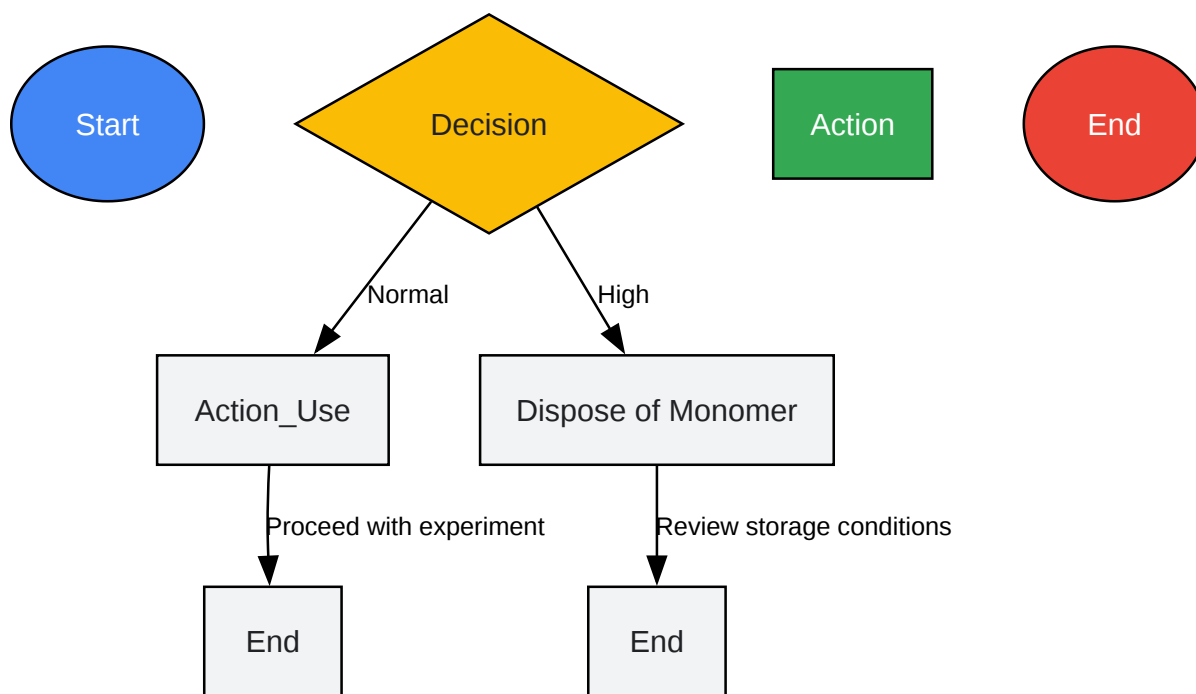 Start
Decision
Action
End
Normal
High
Action_Use
Dispose of Monomer
Proceed with experiment
Review storage conditions
End
End